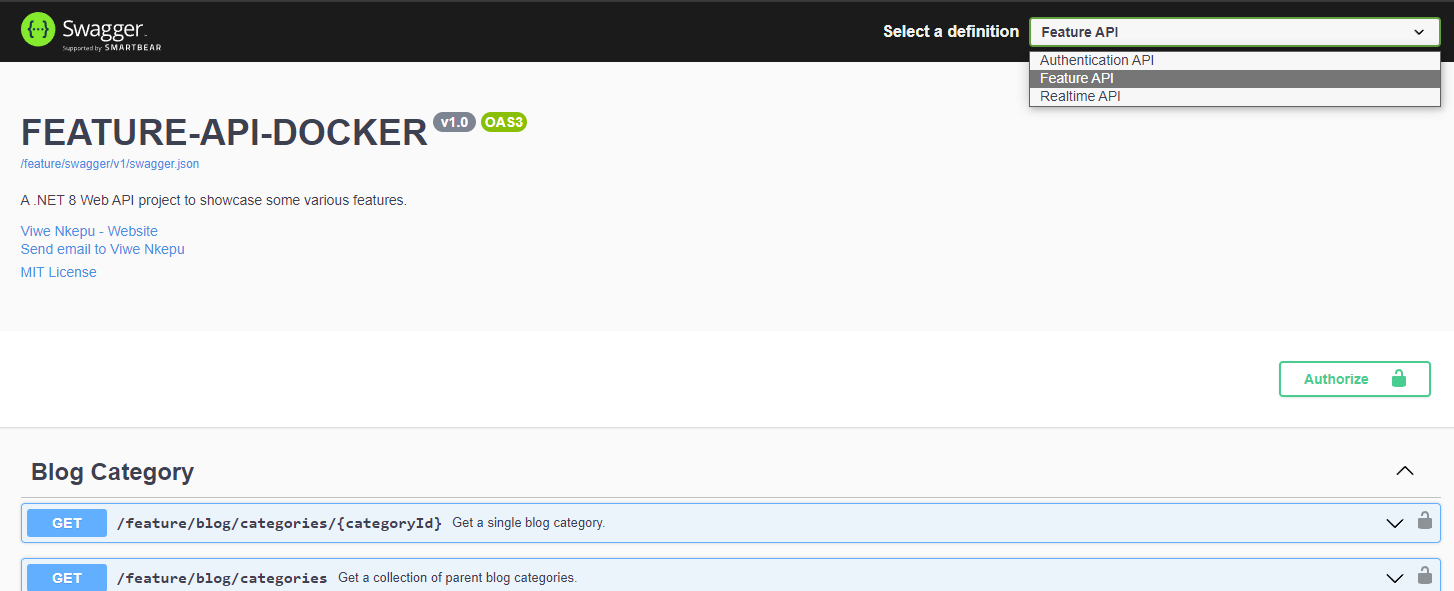 Swagger
Supported by SMARTBEAR
Select a definition
Feature API
Authentication API
Feature API
Realtime API
FEATURE-API-DOCKER v1.0 OAS3
/feature/swagger/v1/swagger.json
A .NET 8 Web API project to showcase some various features.
Viwe Nkepu - Website
Send email to Viwe Nkepu
MIT License
Authorize
Blog Category
GET /feature/blog/categories/{categoryId} Get a single blog category.
GET /feature/blog/categories Get a collection of parent blog categories.